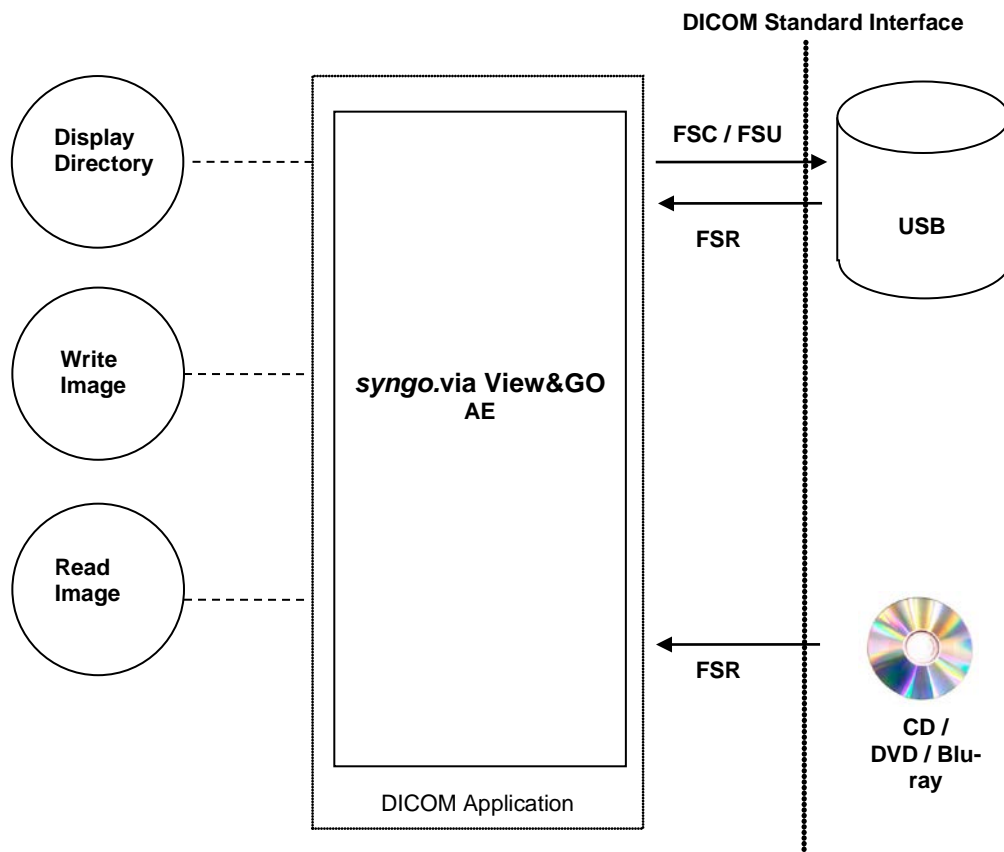 DICOM Standard Interface
Display
Directory
FSC / FSU
USB
FSR
Write
Image
syngo.via View&GO
AE
Read
Image
FSR
CD /
DVD / Blu-
ray
DICOM Application